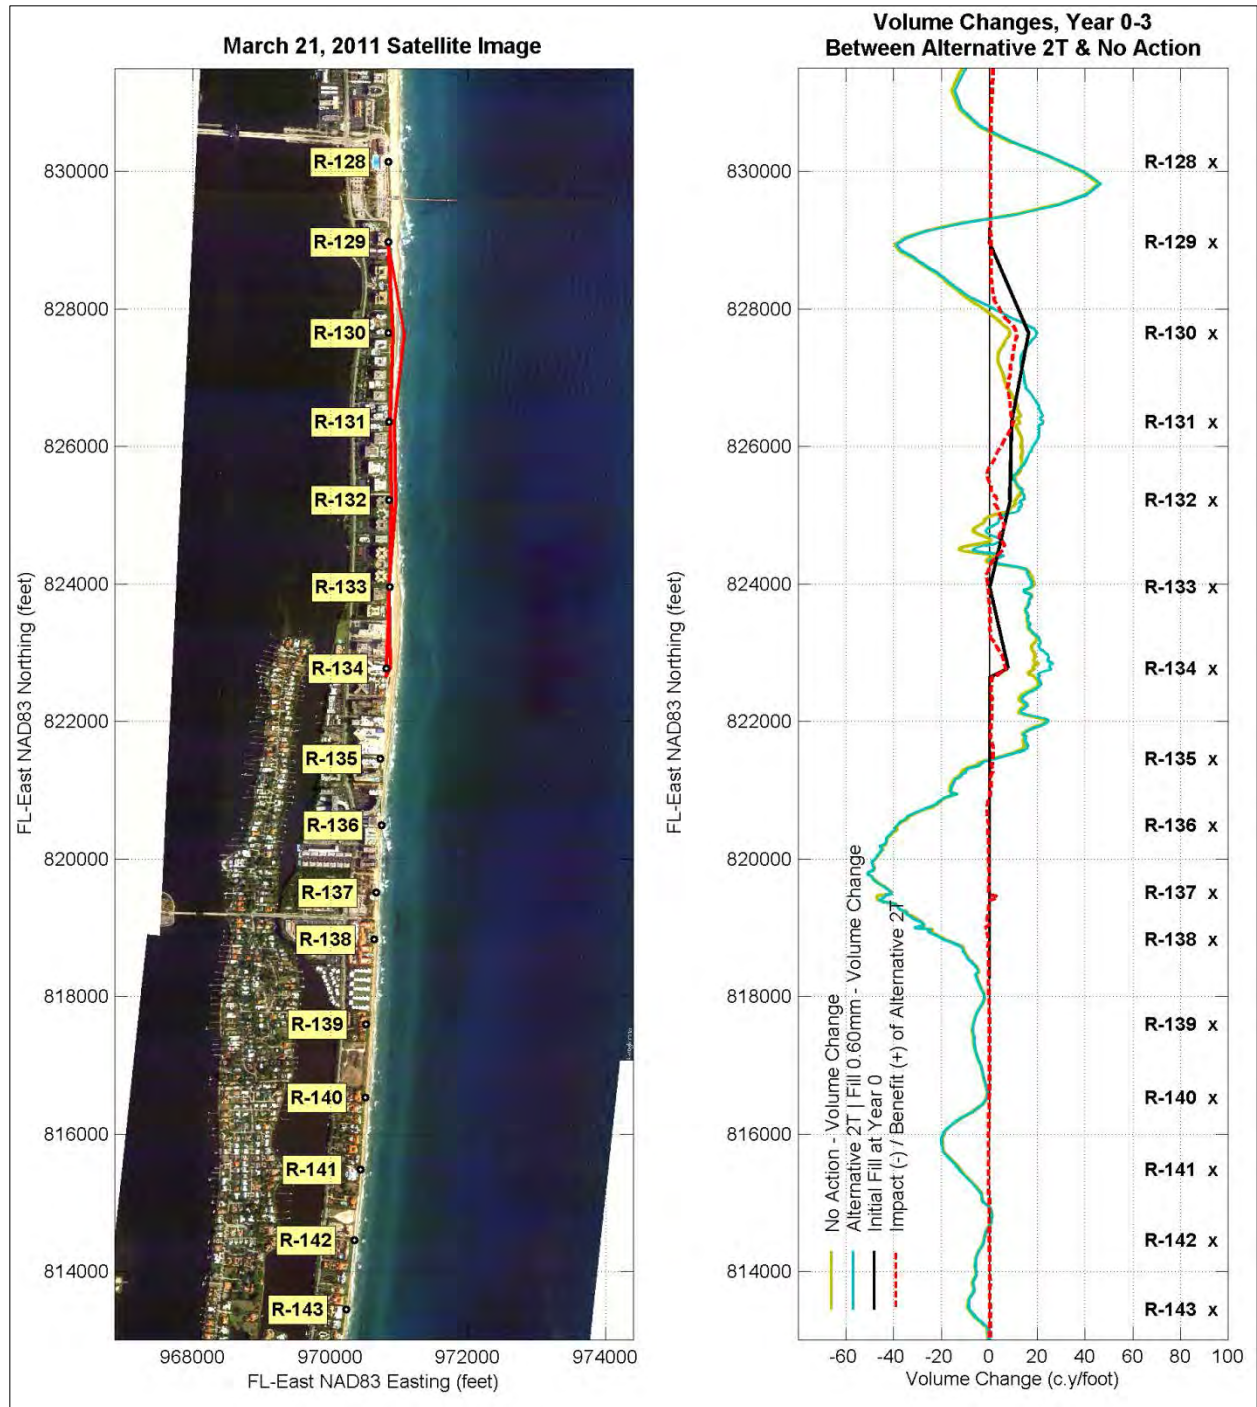 March 21, 2011 Satellite Image
FL-East NAD83 Northing (feet)
830000
828000
826000
824000
822000
820000
818000
816000
814000
R-128
R-129
R-130
R-131
R-132
R-133
R-134
R-135
R-136
R-137
R-138
R-139
R-140
R-141
R-142
R-143
968000 970000 972000 974000
FL-East NAD83 Easting (feet)
Volume Changes, Year 0-3
Between Alternative 2T & No Action
FL-East NAD83 Northing (feet)
830000
828000
826000
824000
822000
820000
818000
816000
814000
R-128 x
R-129 x
R-130 x
R-131 x
R-132 x
R-133 x
R-134 x
R-135 x
R-136 x
R-137 x
R-138 x
R-139 x
R-140 x
R-141 x
R-142 x
R-143 x
No Action - Volume Change
Alternative 2T | Fill 0.60mm - Volume Change
Initial Fill at Year 0
Impact (-) / Benefit (+) of Alternative 2T
-60 -40 -20 0 20 40 60 80 100
Volume Change (c.y/foot)